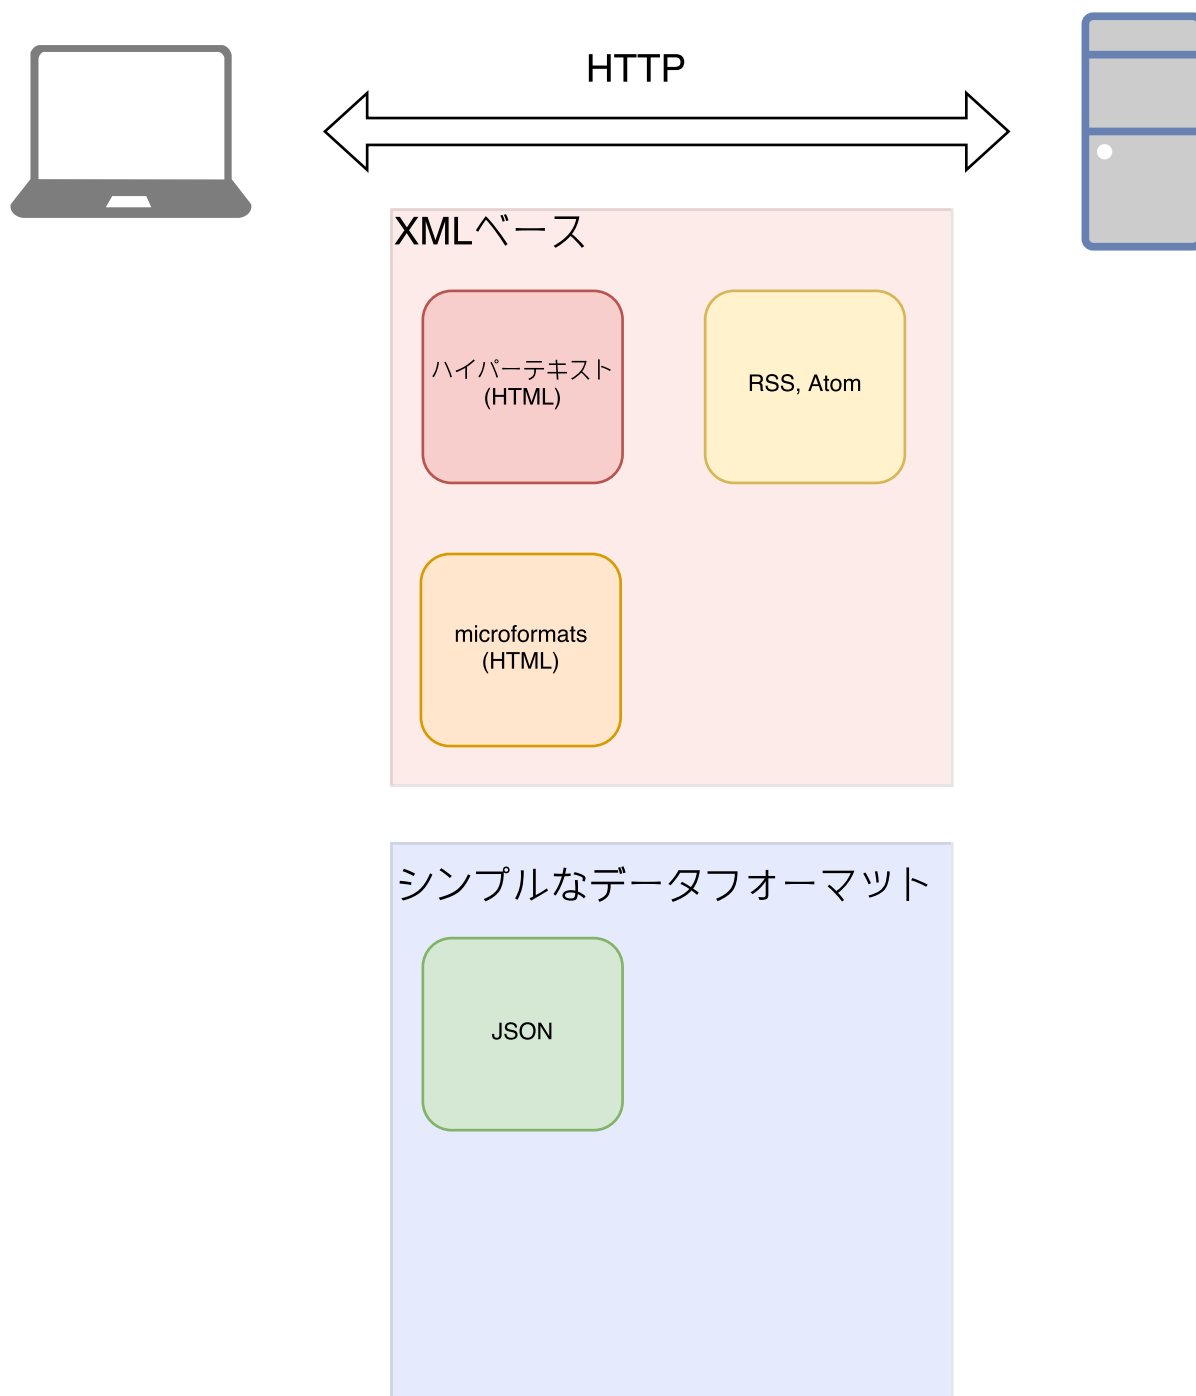 HTTP
XMLベース
ハイパーテキスト
(HTML)
RSS, Atom
microformats
(HTML)
シンプルなデータフォーマット
JSON